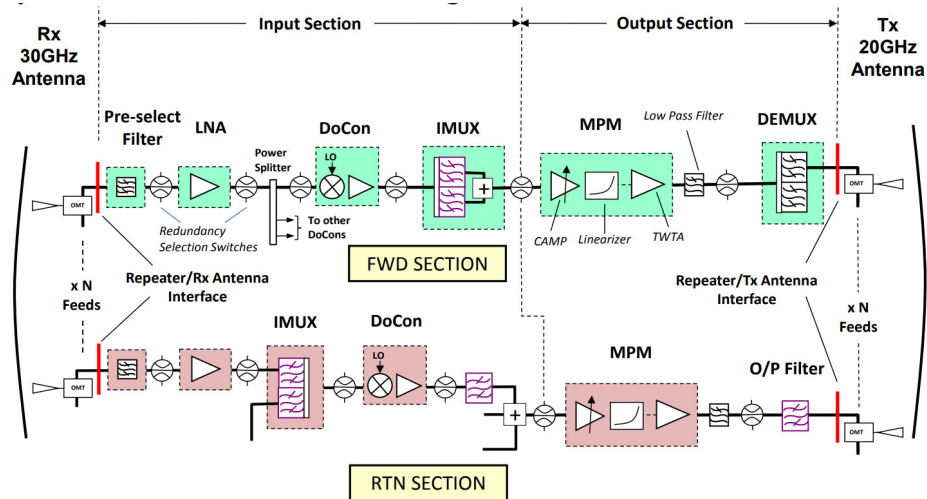 Input Section
Output Section
Rx
30GHz
Antenna
Tx
20GHz
Antenna
Pre-select
Filter
LNA
Power
Splitter
DoCon
LO
IMUX
MPM
Low Pass Filter
DEMUX
OMT
OMT
Redundancy
Selection Switches
To other
DoCons
+
CAMP
Linearizer
TWTA
FWD SECTION
x N
Feeds
Repeater/Rx Antenna
Interface
Repeater/Tx Antenna
Interface
x N
Feeds
IMUX
DoCon
LO
MPM
O/P Filter
OMT
+
OMT
RTN SECTION